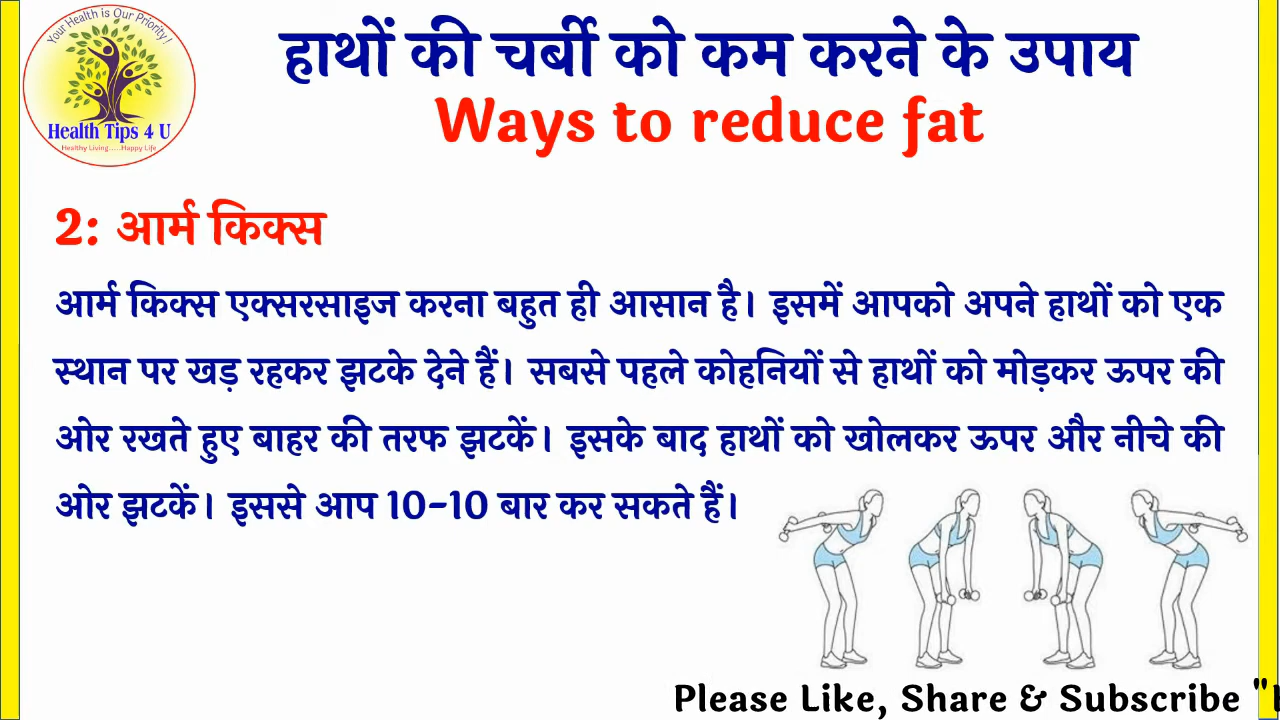 Your Health is Our Priority!
Health Tips 4 U
Healthy Living.....Happy Life
हाथों की चर्बी को कम करने के उपाय
Ways to reduce fat
2: आर्म किक्स
आर्म किक्स एक्सरसाइज करना बहुत ही आसान है। इसमें आपको अपने हाथों को एक
स्थान पर खड़ रहकर झटके देने हैं। सबसे पहले कोहनियों से हाथों को मोड़कर ऊपर की
ओर रखते हुए बाहर की तरफ झटकें। इसके बाद हाथों को खोलकर ऊपर और नीचे की
ओर झटकें। इससे आप 10-10 बार कर सकते हैं।
Please Like, Share & Subscribe "